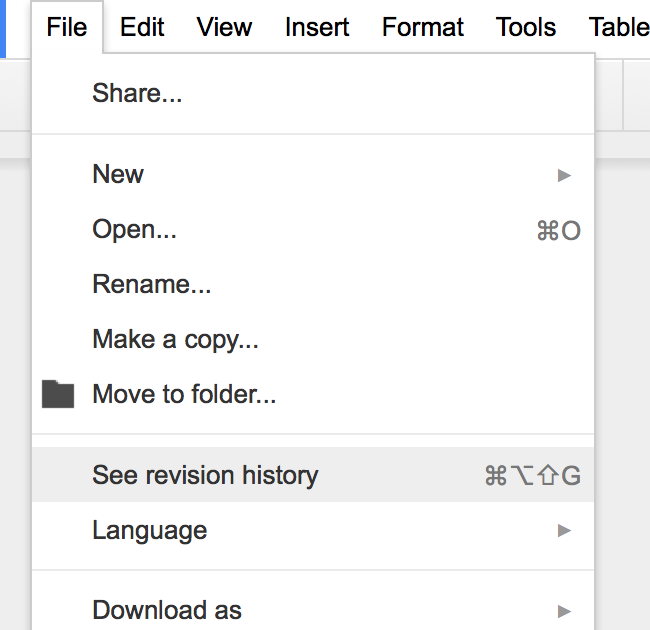 File Edit View Insert Format Tools Table
Share...
New ►
Open... ⌘O
Rename...
Make a copy...
Move to folder...
See revision history ⌘⌥⇧G
Language ►
Download as ►